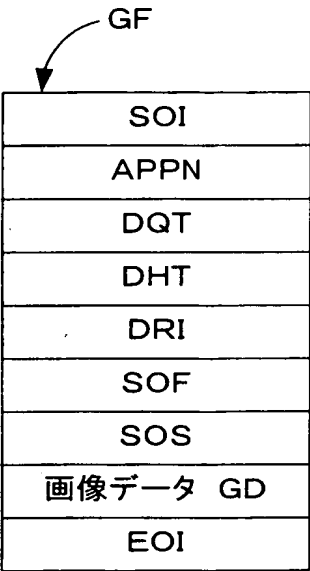 GF
SOI
APPN
DQT
DHT
DRI
SOF
SOS
画像データ GD
EOI